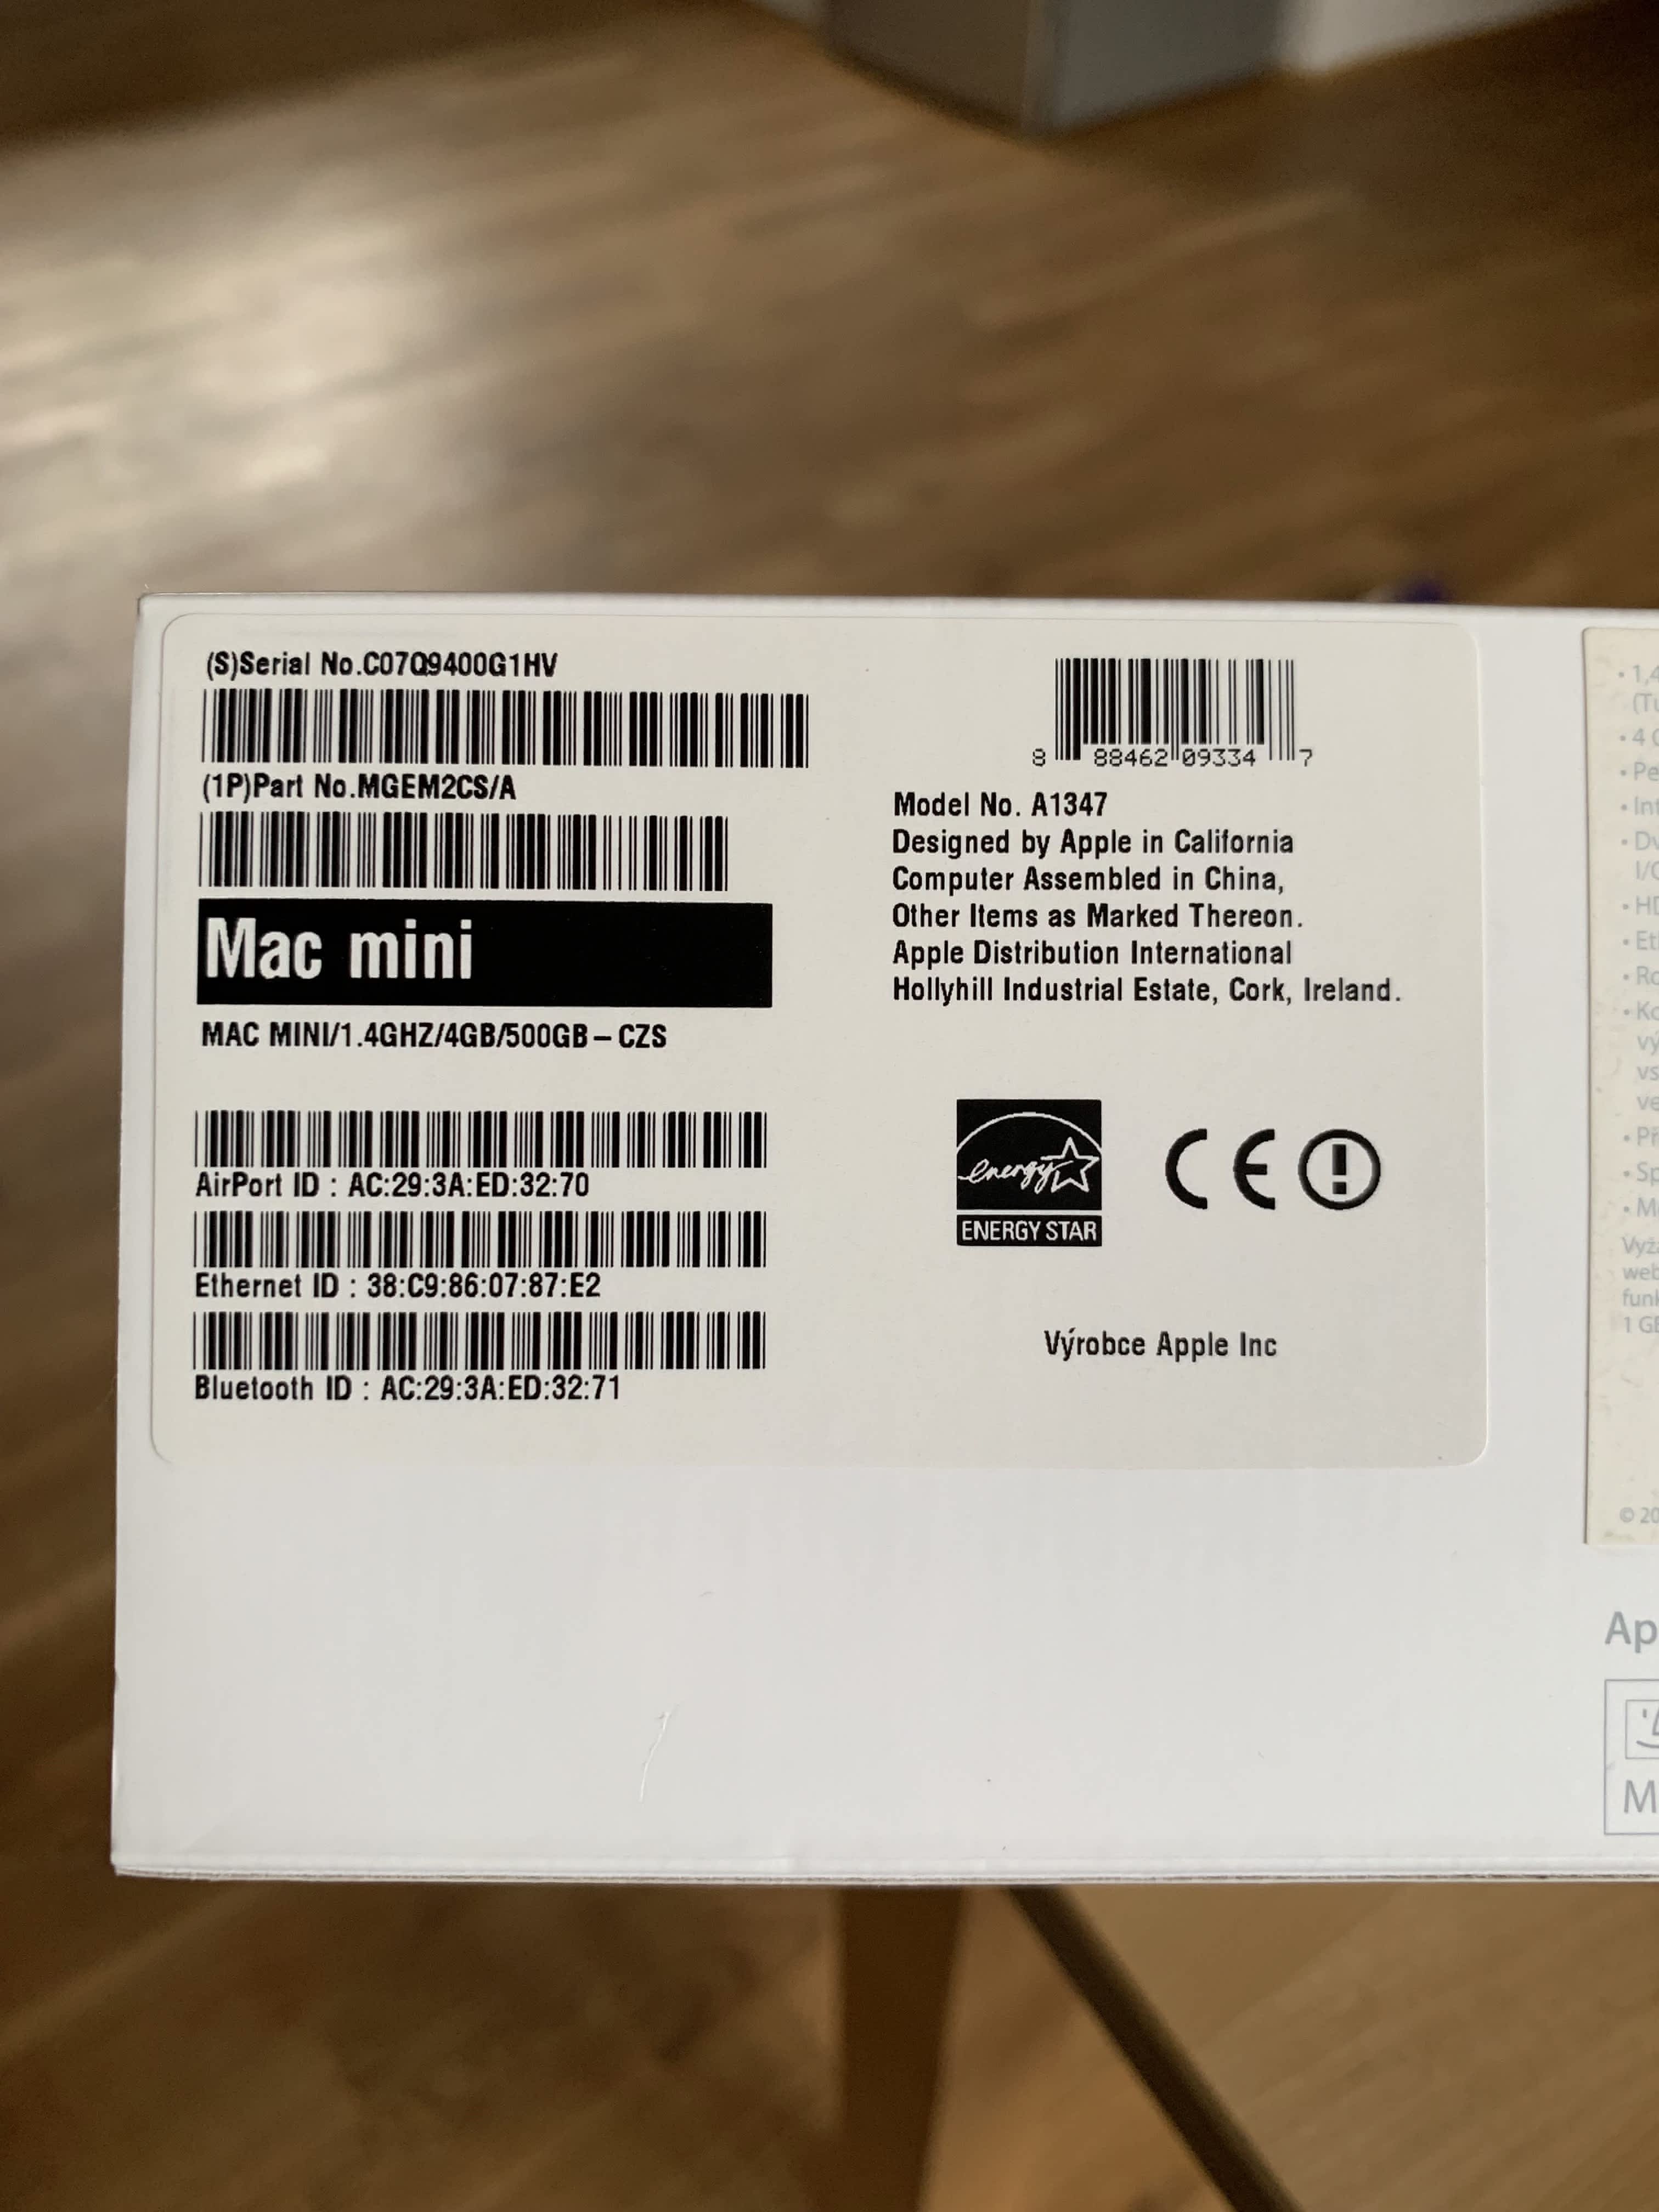 (S)Serial No.C07Q9400G1HV
(1P)Part No.MGEM2CS/A
Mac mini
MAC MINI/1.4GHZ/4GB/500GB-CZS
AirPort ID : AC:29:3A:ED:32:70
Ethernet ID : 38:C9:86:07:87:E2
Bluetooth ID : AC:29:3A:ED:32:71
8 88462 09334 7
Model No. A1347
Designed by Apple in California
Computer Assembled in China,
Other Items as Marked Thereon.
Apple Distribution International
Hollyhill Industrial Estate, Cork, Ireland.
energy
ENERGY STAR
CE
Výrobce Apple Inc